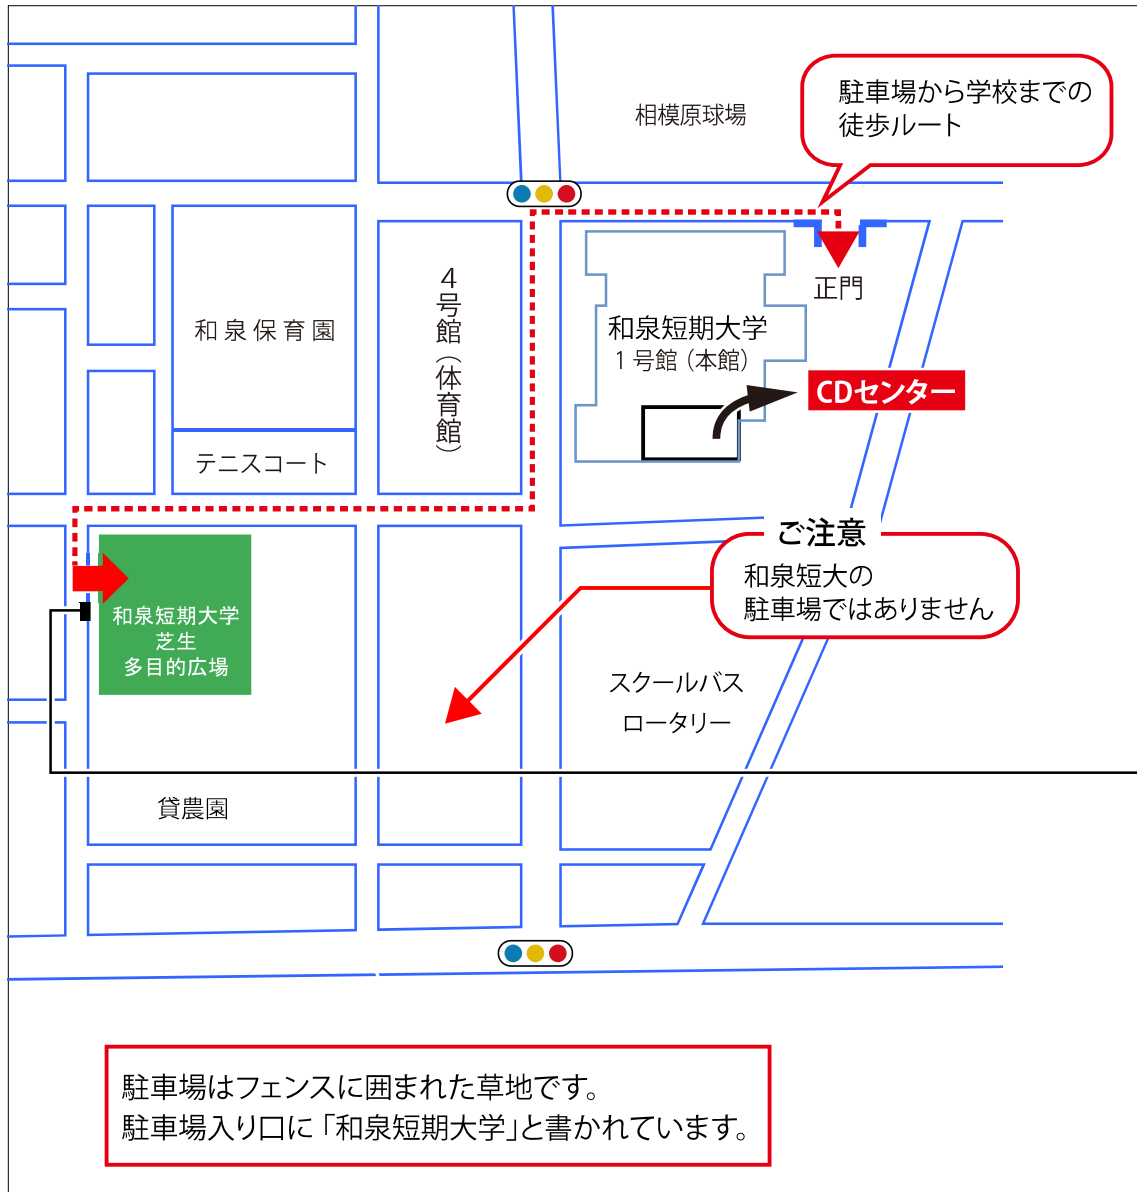 相模原球場
駐車場から学校までの
徒歩ルート
正門
4号館(体育館)
和泉保育園
テニスコート
和泉短期大学
1号館(本館)
CDセンター
ご注意
和泉短大の
駐車場ではありません
和泉短期大学
芝生
多目的広場
スクールバス
ロータリー
貸農園
駐車場はフェンスに囲まれた草地です。
駐車場入り口に「和泉短期大学」と書かれています。